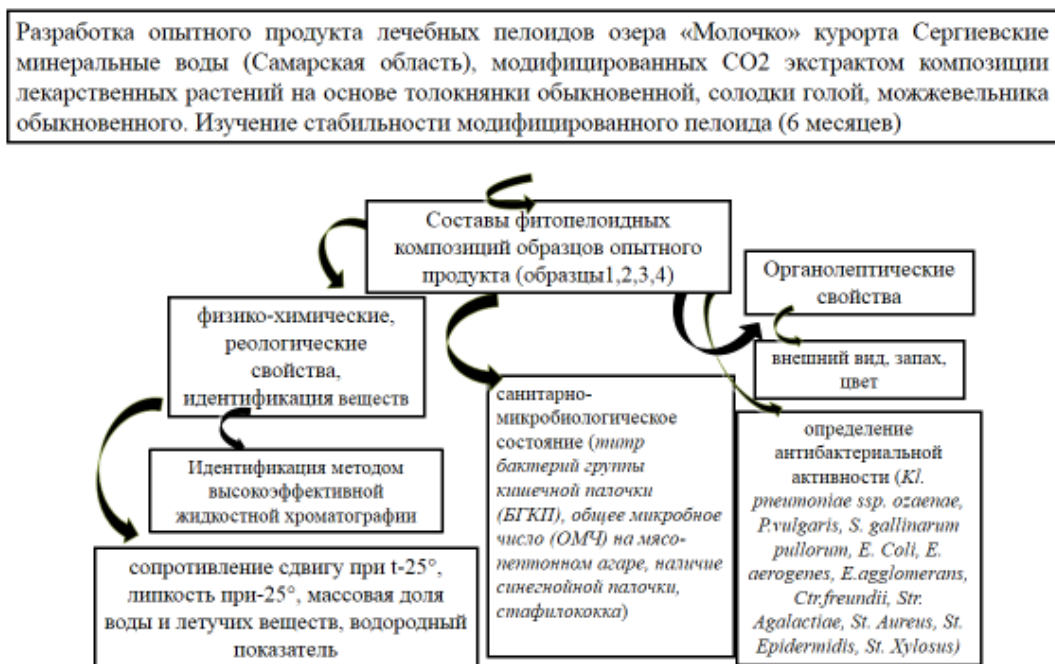 Разработка опытного продукта лечебных пелоидов озера «Молочко» курорта Сергиевские
минеральные воды (Самарская область), модифицированных СО2 экстрактом композиции
лекарственных растений на основе толокнянки обыкновенной, солодки голой, можжевельника
обыкновенного. Изучение стабильности модифицированного пелоида (6 месяцев)
Составы фитопелоидных
композиций образцов опытного
продукта (образцы1,2,3,4)
физико-химические,
реологические
свойства,
идентификация веществ
Идентификация методом
высокоэффективной
жидкостной хроматографии
сопротивление сдвигу при t-25°,
липкость при-25°, массовая доля
воды и летучих веществ, водородный
показатель
санитарно-
микробиологическое
состояние (титр
бактерий группы
кишечной палочки
(БГКП), общее микробное
число (ОМЧ) на мясо-
пептонном агаре, наличие
синегнойной палочки,
стафилококка)
Органолептические
свойства
внешний вид, запах,
цвет
определение
антибактериальной
активности (Kl.
pneumoniae ssp. ozaenae,
P.vulgaris, S. gallinarum
pullorum, E. Coli, E.
aerogenes, E.agglomerans,
Ctr.freundii, Str.
Agalactiae, St. Aureus, St.
Epidermidis, St. Xylosus)